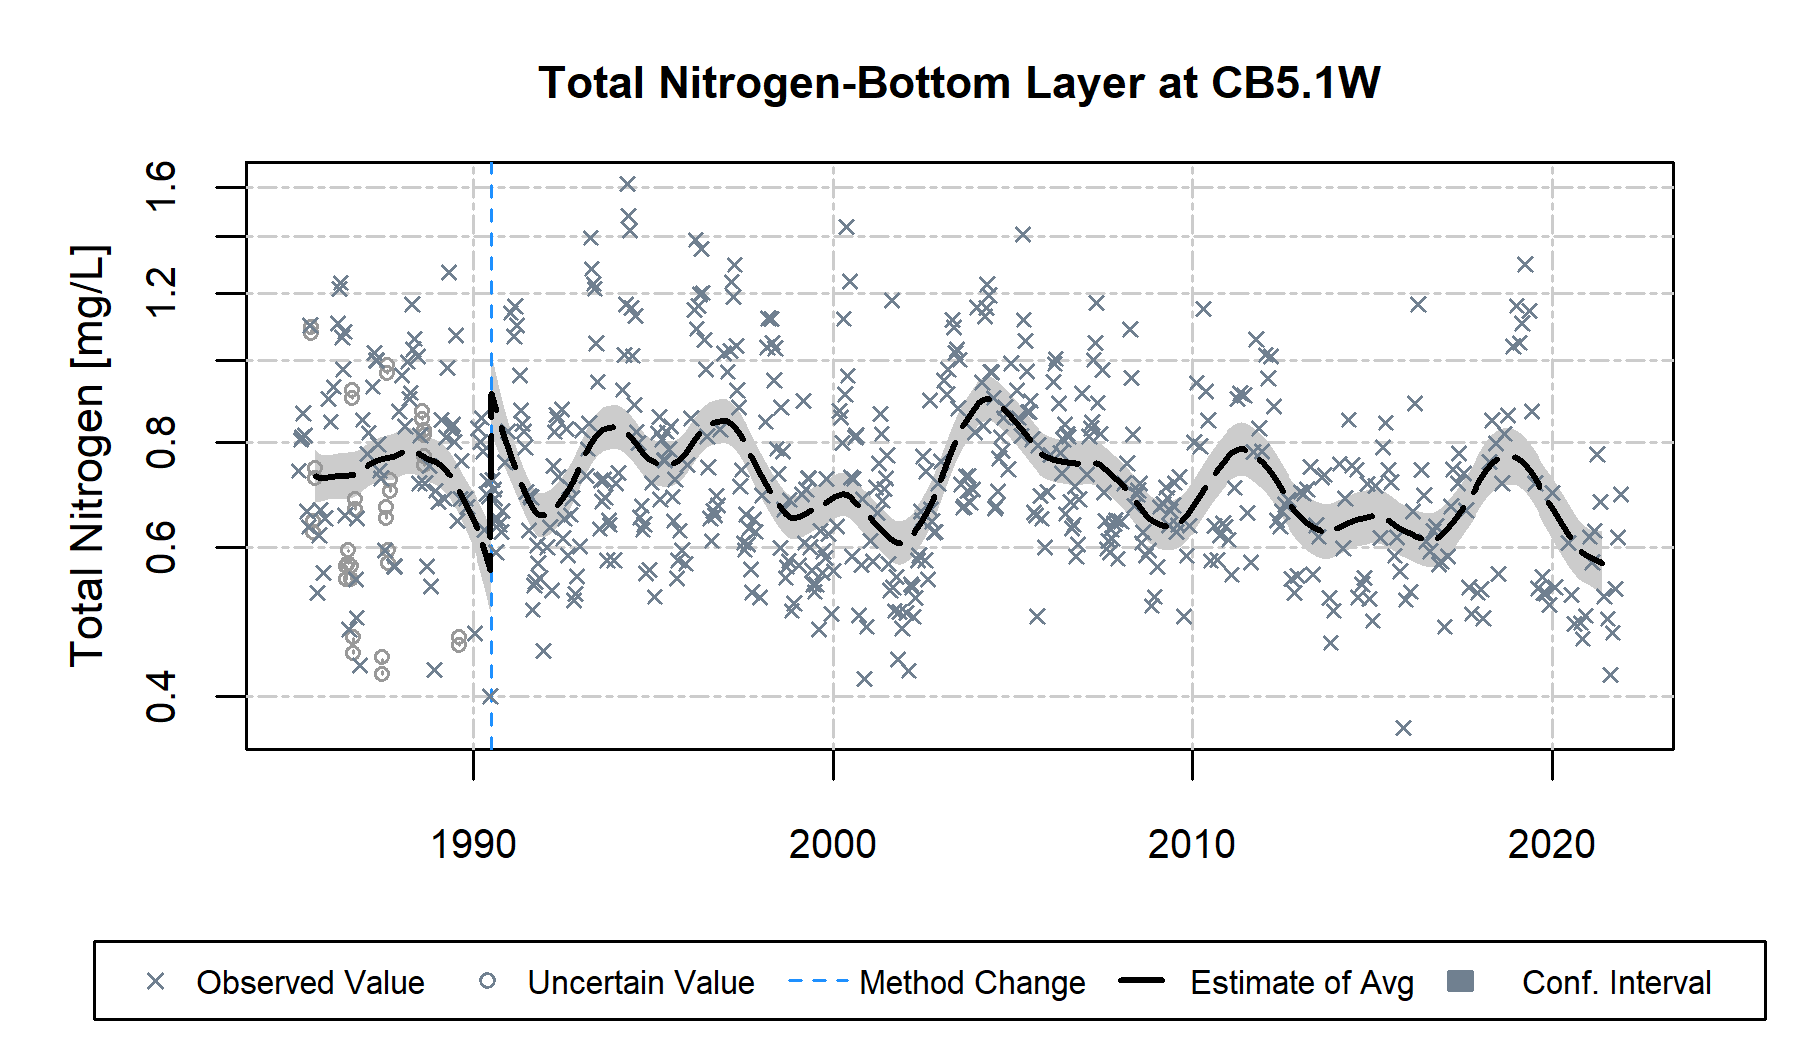 Total Nitrogen-Bottom Layer at CB5.1W
Total Nitrogen [mg/L]
1.6
1.2
0.8
0.6
0.4
1990 2000 2010 2020
Observed Value Uncertain Value Method Change Estimate of Avg Conf. Interval